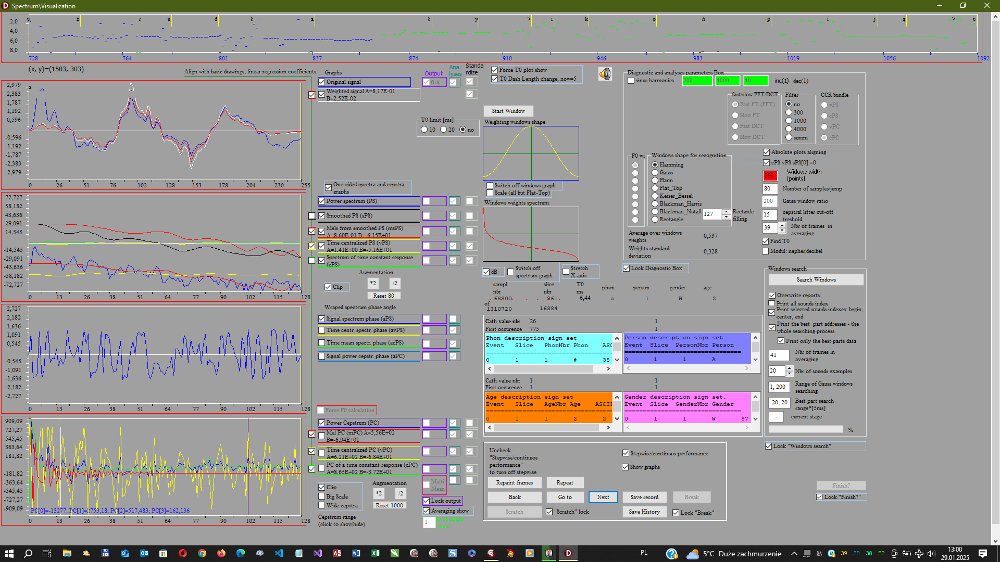 Spectrum\Visualization
u ź r u d ł a ł y > i k o ń p i j ą > u
2,0
4,0
6,0
8,0
728 764 801 837 874 910 946 983 1019 1056 1092
(x, y)=(1503, 303)
Align with basic drawings, linear regression coefficients
a
2,979
2,383
1,787
1,192
0,596
-0,596
-1,192
-1,787
-2,383
-2,979
0 26 51 76 102 128 153 178 204 230 255
72,727
58,182
43,636
29,091
14,545
-14,545
-29,091
-43,636
-58,182
-72,727
0 13 26 38 51 64 77 90 102 115 128
2,727
2,182
1,636
1,091
0,545
-0,545
-1,091
-1,636
-2,182
-2,727
0 13 26 38 51 64 77 90 102 115 128
909,09
727,27
545,45
363,64
181,82
-181,82
-363,64
-545,45
-727,27
-909,09
PC[0]=-13277; PC[1]=2753,18; PC[2]=517,483; PC[3]=162,136
0 13 26 38 51 64 77 90 102 115 128
Graphs
Output
Ana
lyses
Standa
rdize
Original signal
0.$
Weighted signal A=8,17E-01
B=2,52E-02
T0 limit [ms]
10 20 no
One-sided spectra and cepstra
graphs
Power spectrum (PS)
Smoothed PS (sPS)
Mels from smoothed PS (msPS)
A=8.60E-01 B=-6.15E+01
Time centralized PS (vPS)
A=1.41E+00 B=-5.16E+01
Spectrum of time constant response
(cPS)
Augmentation
Clip
*2 /2
Reset 80
Wraped spectrum phase angle
Signal spectrum phase (aPS)
Time centr. spectr. phase (avPS)
Time mean spectr. phase (acPS)
Signal power cepstr. phase (aPC)
Force F0 calculation
Power Cepstrum (PC)
Mel PC (mPC) A=5,56E+02
B=-6.94E+01
Time centralized PC (vPC)
A=6.21E+02 B=-6.84E+01
PC of a time constant response (cPC)
A=8.65E+02 B=-3.72E+01
Clip
Big Scale
Wide cepstra
Augmentation
*2 /2
Reset 1000
Multi
Mean
Lock output
Averaging show
Cepstrum range
(click to show|hide)
1
Force T0 plot show
T0 Dash Length change, now=5
Start Window
Weighting windows shape
Switch off windows graph
Scale (all but Flat-Top)
Windows weights spectrum
dB
Switch off
spectrum graph
Stretch
X-axis
sampl.
nbr
slice
nbr
T0
ms
phon person gender age
68800 861 6,44 a 1 W 2
of
1310720 16384
Cath value nbr 26 1
First occurence 775 1
Phon description sign set
Event Slice PhonNbr Phon ASC
==================================
0 1 1 # 35
Person description sign set.
Event Slice PersonNbr Person
================================
0 1 1 A
Cath value nbr 1 1
First occurence 1 1
Age description sign set
Event Slice AgeNbr Age ASCII
==================================
0 1 1 2 2
Gender description sign set.
Event Slice GenderNbr Gender
================================
0 1 1 W 87
Uncheck
"Stepwise/continuos
performance"
to turn off stepwise
Stepwise/continuos performance
Show graphs
Repaint frames
Repeat
Back
Go to
Next
Save record
Break
Scratch
"Scratch" lock
Save History
Lock "Break"
Diagnostic and analyses parameters Box
sinus harmonics
300 1000 10
inc(1) dec(1)
fast/slow FFT/DCT
Fast FT (FFT)
Slow FT
Fast DCT
Slow DCT
Filter
no
300
1000
4000
summ
CCR bundle
vPS
cPS
vPC
cPC
F0 wi
Windows shape for recognition
Hamming
Gauss
Hann
Flat_Top
Keiser_Bessel
Blackman_Harris
Blackman_Nutall
Rectangle
127
Rectanle
filling
Absolute plots aligning
cPS vPS sPS[0]:=0
256
Widows width
(points)
80
Number of samples/jump
200
Gauss window ratio
15
cepstral lifter cut-off
treshold
39
Nbr of frames in
averaging
Find T0
Modul: nepher|decibel
Average over windows
weights
0,537
Weights standard
deviation
0,328
Lock Diagnostic Box
Windows search
Search Windows
Overwrite reports
Print all sounds index
Print selected sounds indexes: begin,
center, end
Print the best part addresses - the
whole searching process
Print only the best parts data
41
Nbr of frames in
averaging
20
Nbr of sounds examples
1, 200
Range of Gauss windows
searching
-20, 20
Best part search
range*[5ms]
-
current stage
%
Lock "Windows search"
Finish?
Lock "Finish?"
PL
5°C Duże zachmurzenie
39 38 38 52
13:00
29.01.2025